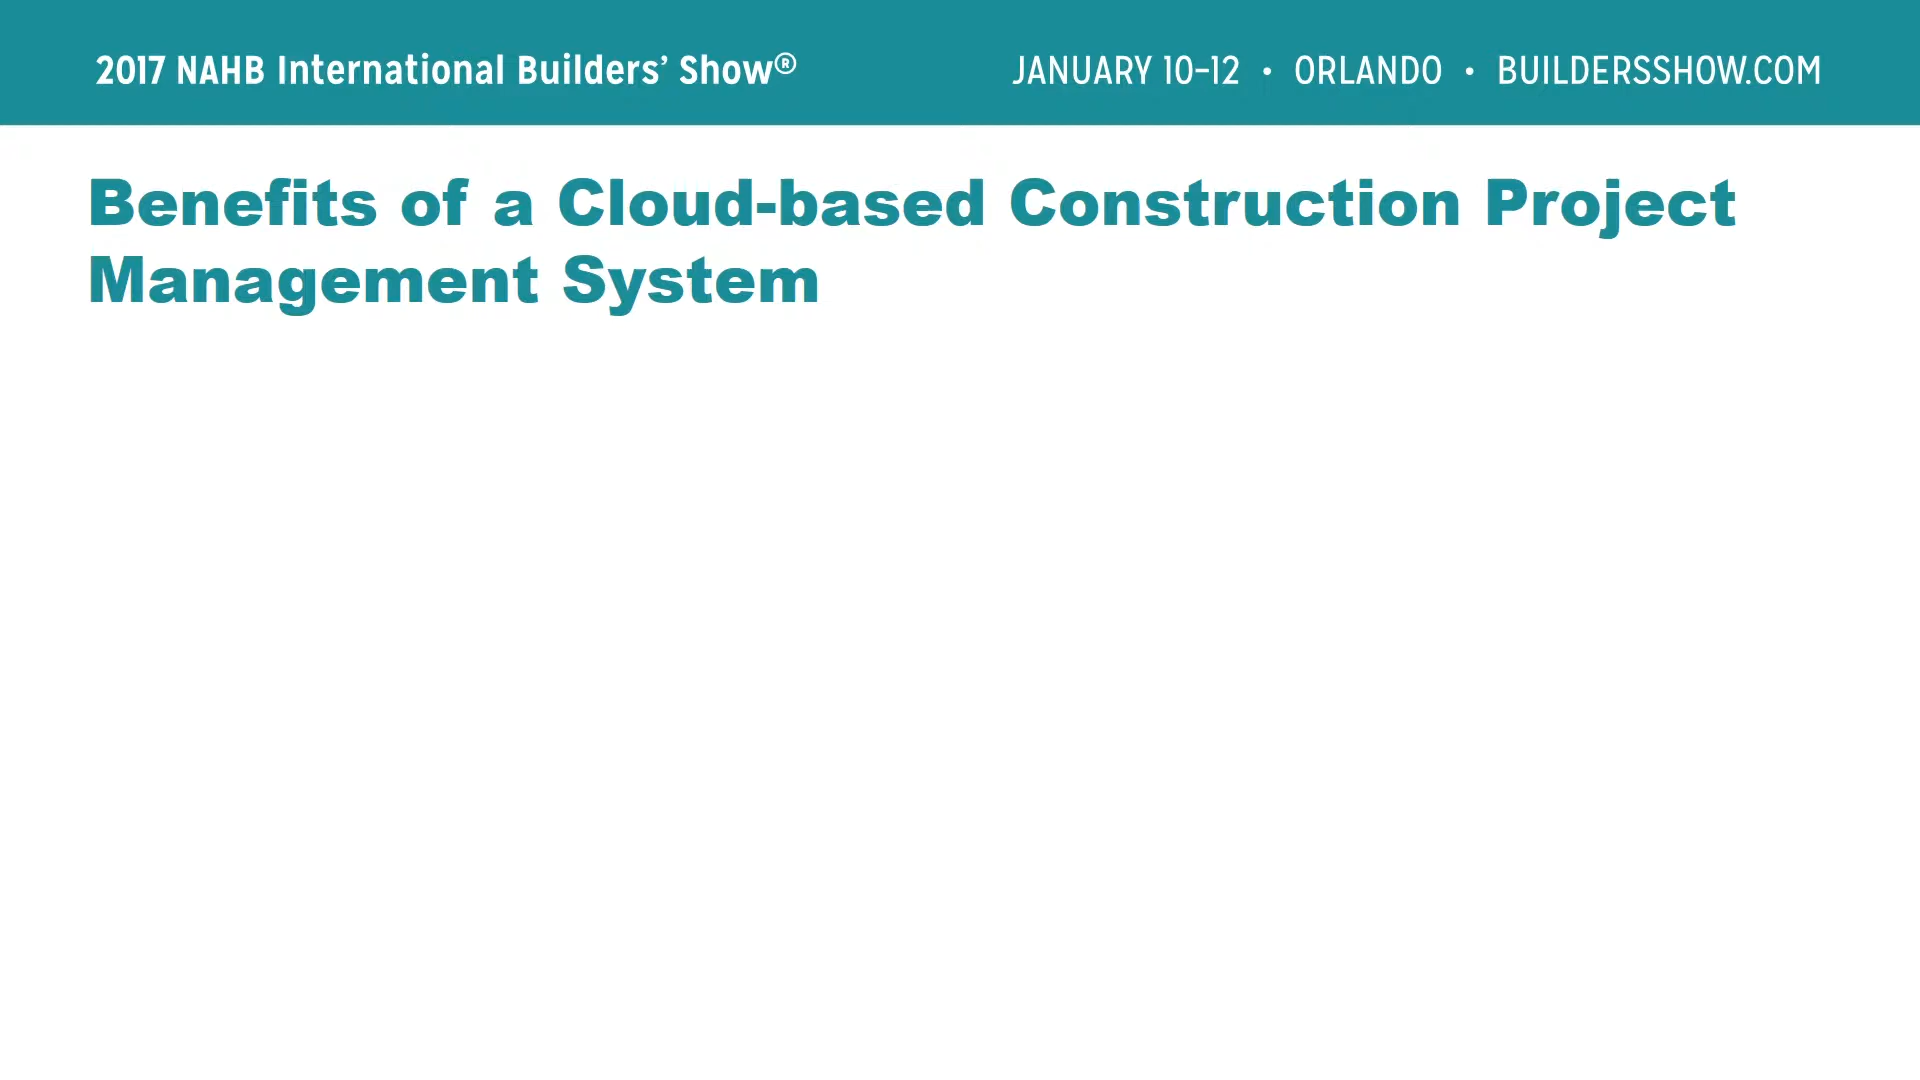 2017 NAHB International Builders’ Show® JANUARY 10–12 • ORLANDO • BUILDERSSHOW.COM
Benefits of a Cloud-based Construction Project
Management System